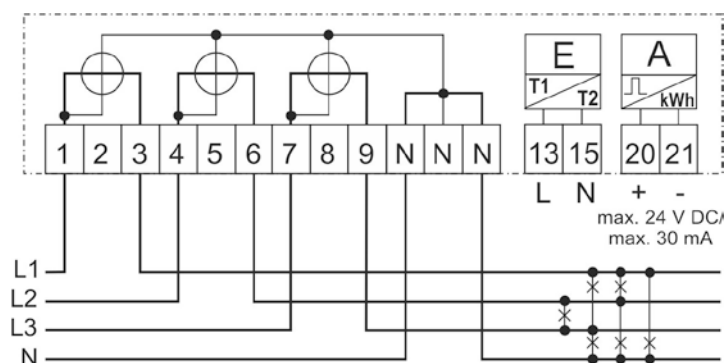 E A
T1 T2 kWh
1 2 3 4 5 6 7 8 9 N N N 13 15 20 21
L N + -
max. 24 V DC/
max. 30 mA
L1
L2
L3
N